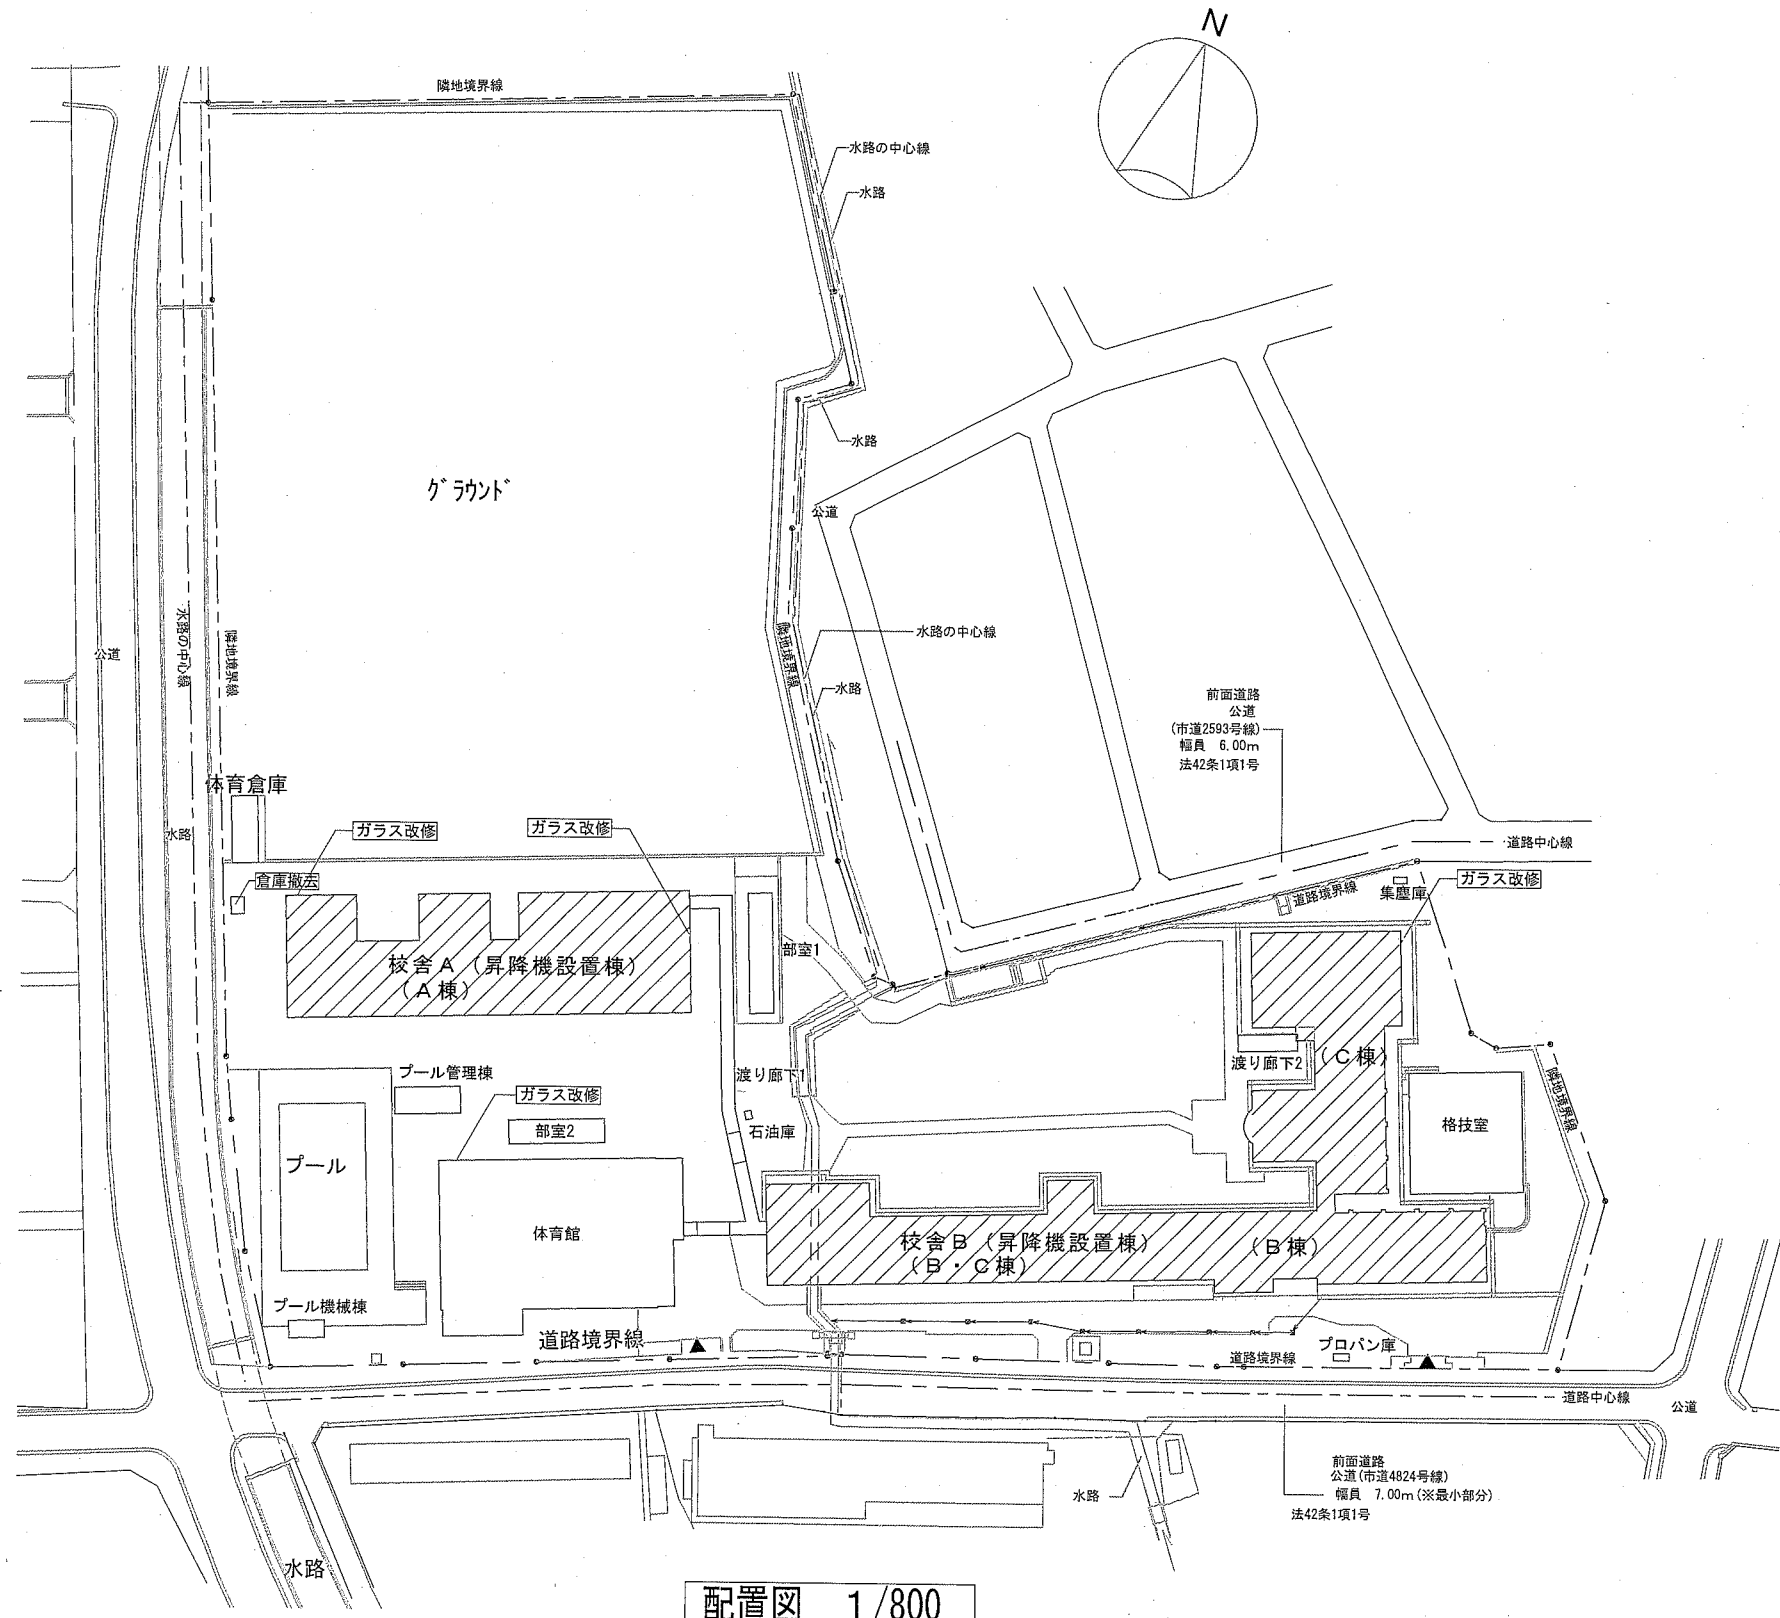 N
隣地境界線
水路の中心線
水路
水路
グラウンド
公道
水路の中心線
隣地境界線
公道
隣地境界線
水路の中心線
水路
前面道路
公道
(市道2593号線)
幅員 6.00m
法42条1項1号
体育倉庫
水路
ガラス改修
ガラス改修
道路中心線
倉庫撤去
道路境界線
集塵庫
ガラス改修
部室1
校舎A（昇降機設置棟）
（A棟）
渡り廊下1
渡り廊下2
（C棟）
プール管理棟
ガラス改修
部室2
石油庫
格技室
隣地境界線
プール
体育館
校舎B（昇降機設置棟）
（B・C棟）
（B棟）
プール機械棟
道路境界線
道路境界線
プロパン庫
道路中心線
公道
前面道路
公道(市道4824号線)
幅員 7.00m(※最小部分)
法42条1項1号
水路
水路
配置図 1/800